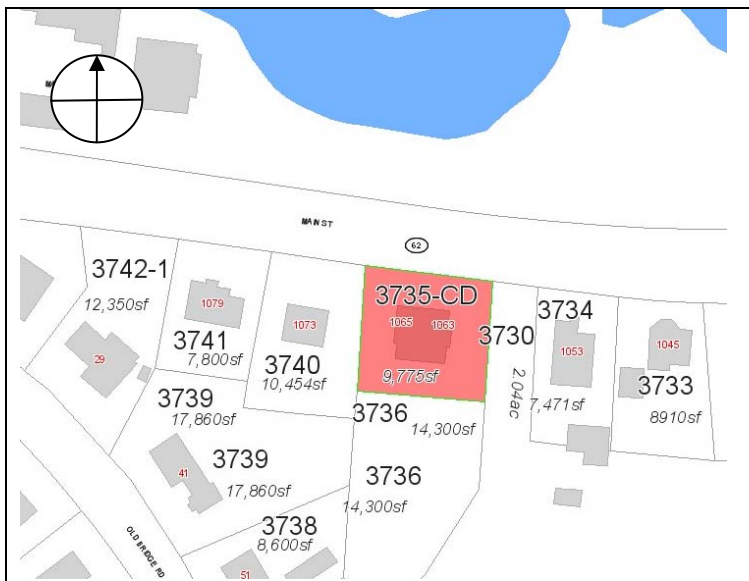 MAIN ST
62
3742-1
12,350sf
29
1079
3741
7,800sf
1073
3740
10,454sf
3735-CD
1065
1063
9,775sf
3730
2.04ac
3734
1053
7,471sf
1045
3733
8910sf
3739
17,860sf
41
3739
17,860sf
3736
14,300sf
3736
14,300sf
3738
8,600sf
51
OLD BRIDGE RD